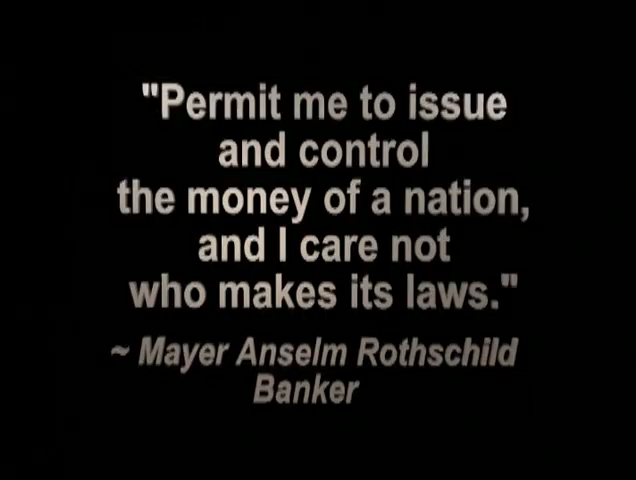 "Permit me to issue
and control
the money of a nation,
and I care not
who makes its laws."
~ Mayer Anselm Rothschild
Banker